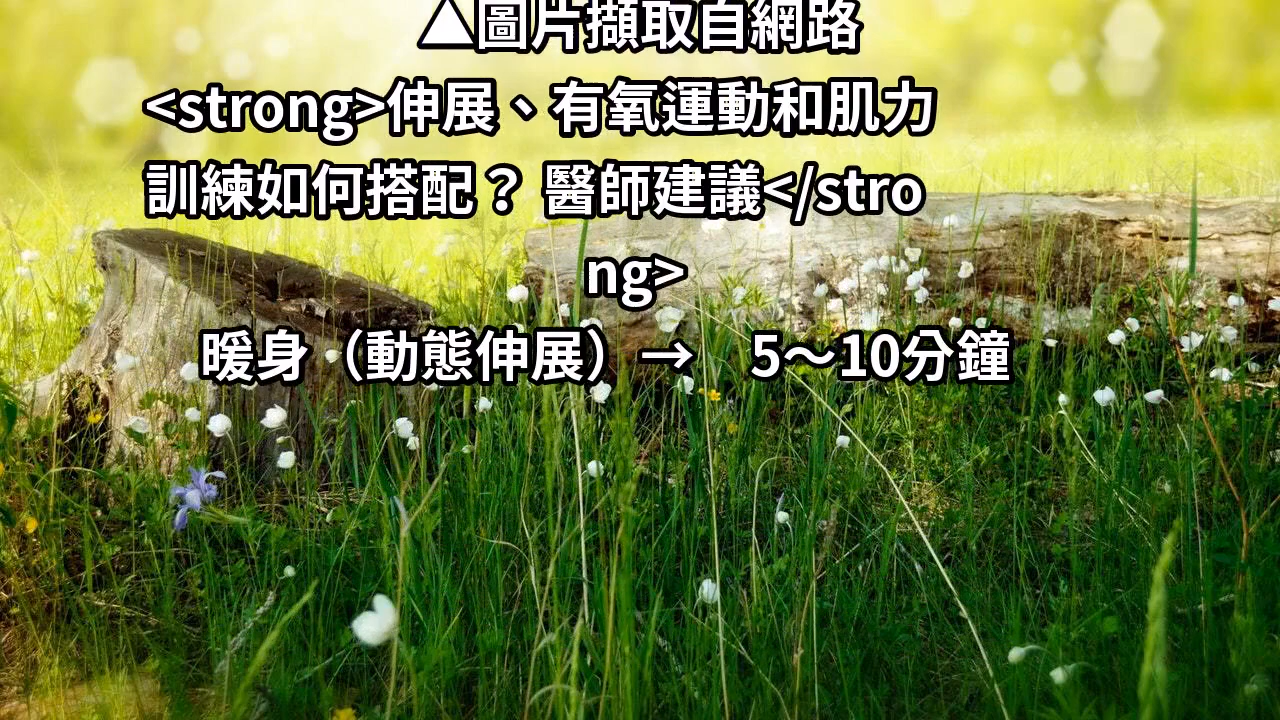 ▲圖片擷取自網路
<strong>伸展、有氧運動和肌力
訓練如何搭配？ 醫師建議</stro
ng>
暖身（動態伸展）→　5～10分鐘